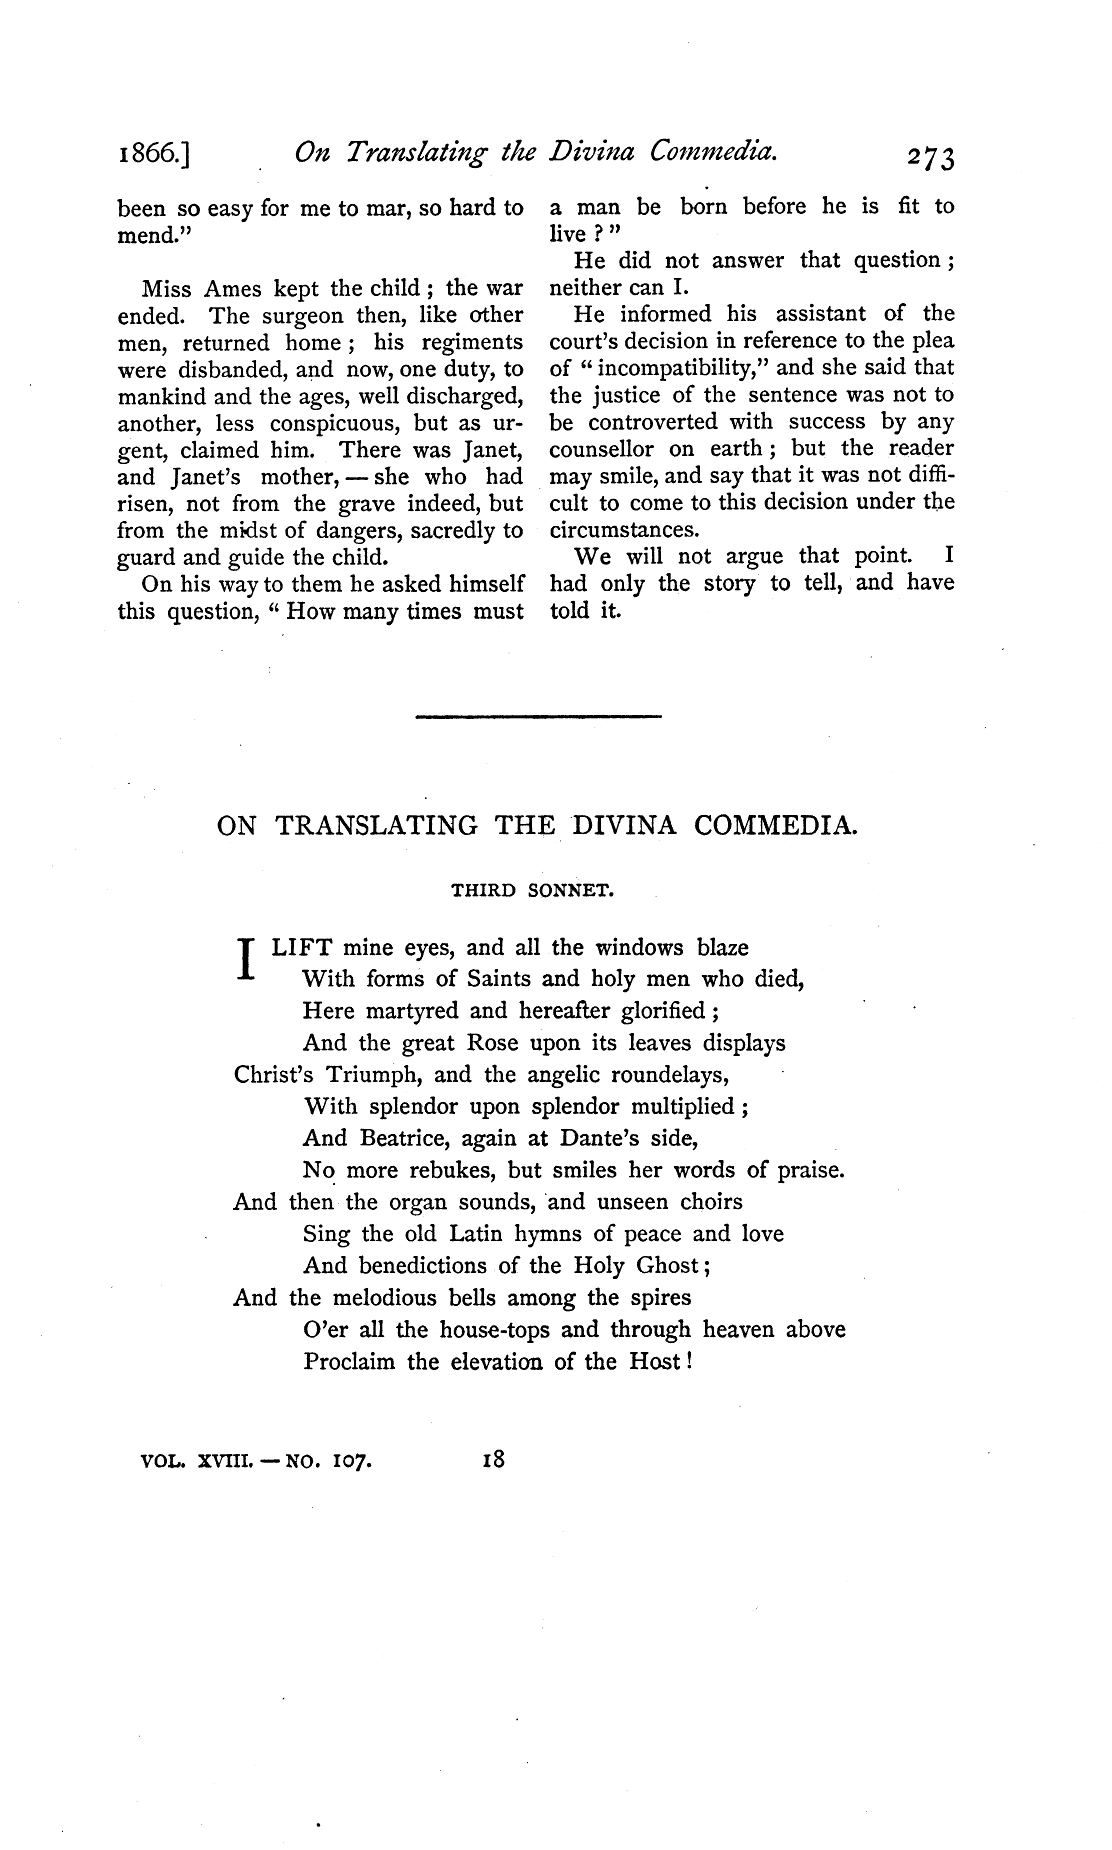 1866.] On Translating the Divina Commedia. 273
been so easy for me to mar, so hard to
mend.”
Miss Ames kept the child ; the war
ended. The surgeon then, like other
men, returned home ; his regiments
were disbanded, and now, one duty, to
mankind and the ages, well discharged,
another, less conspicuous, but as ur-
gent, claimed him. There was Janet,
and Janet’s mother, — she who had
risen, not from the grave indeed, but
from the midst of dangers, sacredly to
guard and guide the child.
On his way to them he asked himself
this question, “ How many times must
a man be born before he is fit to
live ? ”
He did not answer that question ;
neither can I.
He informed his assistant of the
court’s decision in reference to the plea
of “ incompatibility,” and she said that
the justice of the sentence was not to
be controverted with success by any
counsellor on earth ; but the reader
may smile, and say that it was not diffi-
cult to come to this decision under the
circumstances.
We will not argue that point. I
had only the story to tell, and have
told it.
ON TRANSLATING THE DIVINA COMMEDIA.
THIRD SONNET.
I LIFT mine eyes, and all the windows blaze
With forms of Saints and holy men who died,
Here martyred and hereafter glorified ;
And the great Rose upon its leaves displays
Christ’s Triumph, and the angelic roundelays,
With splendor upon splendor multiplied ;
And Beatrice, again at Dante’s side,
No more rebukes, but smiles her words of praise.
And then the organ sounds, and unseen choirs
Sing the old Latin hymns of peace and love
And benedictions of the Holy Ghost ;
And the melodious bells among the spires
O’er all the house-tops and through heaven above
Proclaim the elevation of the Host !
VOL. XVIII. — NO. 107. 18